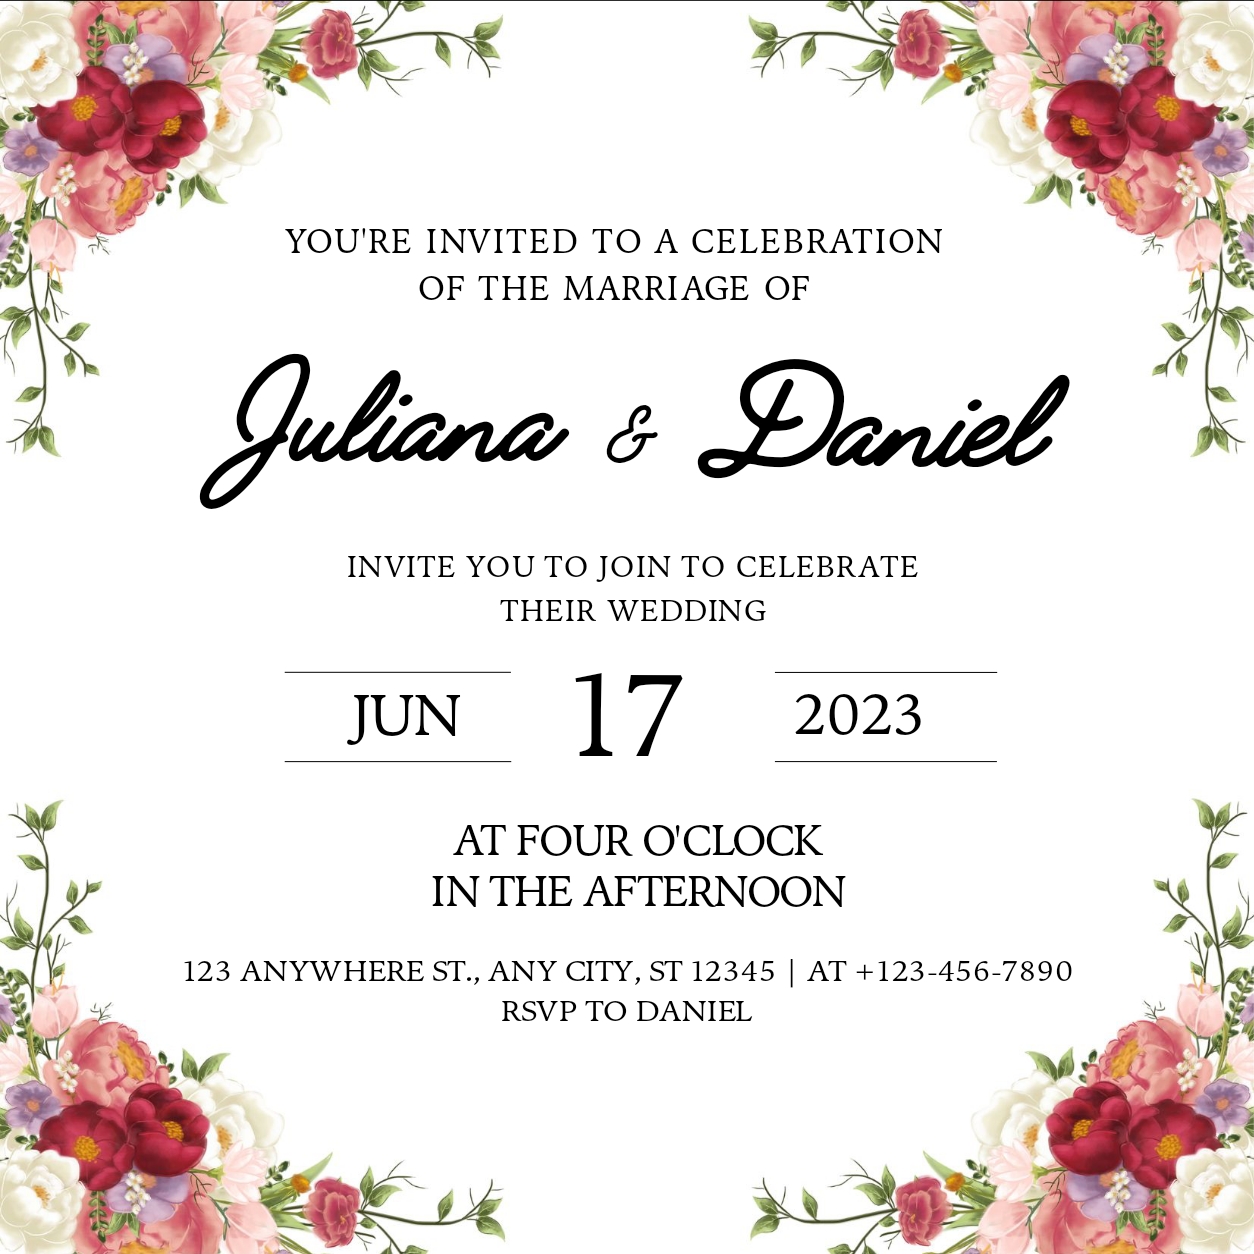 YOU'RE INVITED TO A CELEBRATION
OF THE MARRIAGE OF
Juliana & Daniel
INVITE YOU TO JOIN TO CELEBRATE
THEIR WEDDING
JUN 17 2023
AT FOUR O'CLOCK
IN THE AFTERNOON
123 ANYWHERE ST., ANY CITY, ST 12345 | AT +123-456-7890
RSVP TO DANIEL